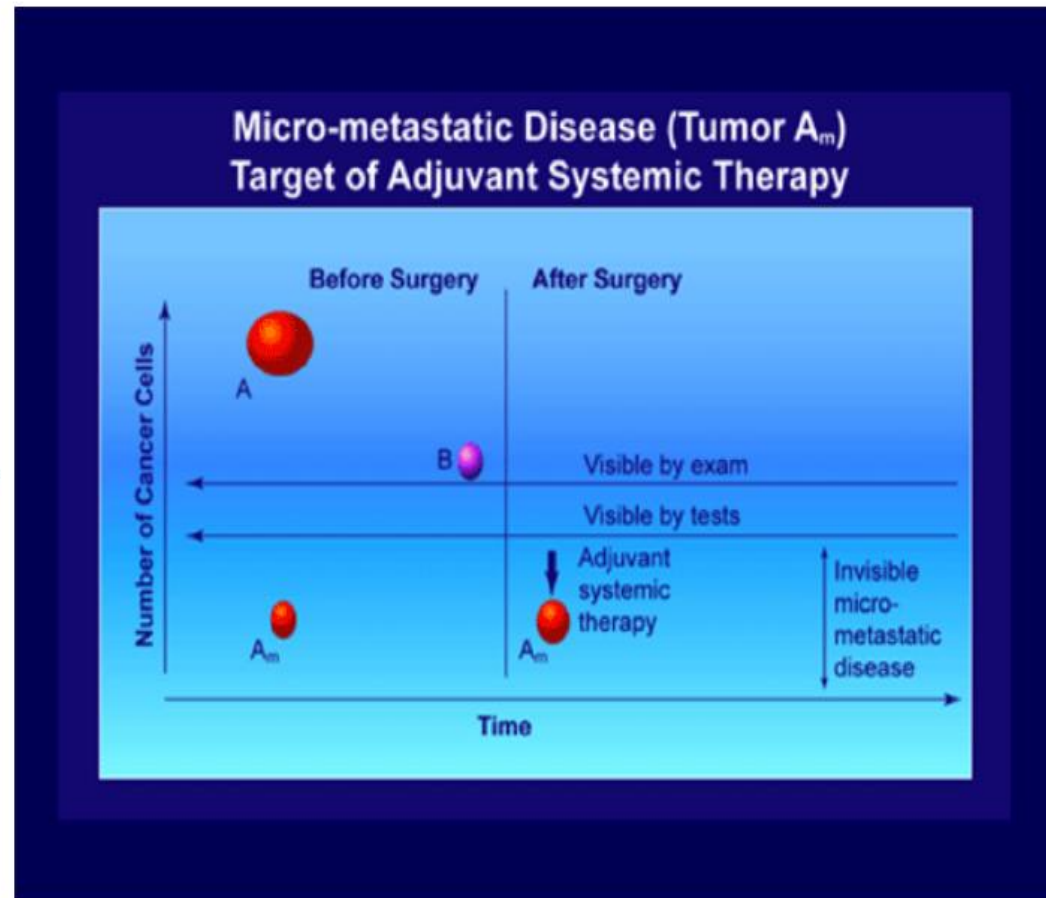 Micro-metastatic Disease (Tumor Aₘ)
Target of Adjuvant Systemic Therapy
Before Surgery
After Surgery
Number of Cancer Cells
A
B
Visible by exam
Visible by tests
Adjuvant
systemic
therapy
Invisible
micro-
metastatic
disease
Aₘ
Aₘ
Time